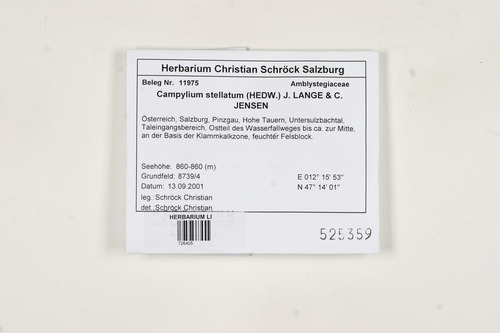 Herbarium Christian Schröck Salzburg
Beleg Nr. 11975 Amblystegiaceae
Campylium stellatum (HEDW.) J. LANGE & C.
JENSEN
Österreich, Salzburg, Pinzgau, Hohe Tauern, Untersulzbachtal,
Taleingangsbereich, Ostteil des Wasserfallweges bis ca. zur Mitte,
an der Basis der Klammkalkzone, feuchter Felsblock.
Seehöhe: 860-860 (m)
Grundfeld: 8739/4 E 012° 15' 53"
Datum: 13.09.2001 N 47° 14' 01"
leg.:Schröck Christian
det.:Schröck Christian
HERBARIUM LI
726405
525359